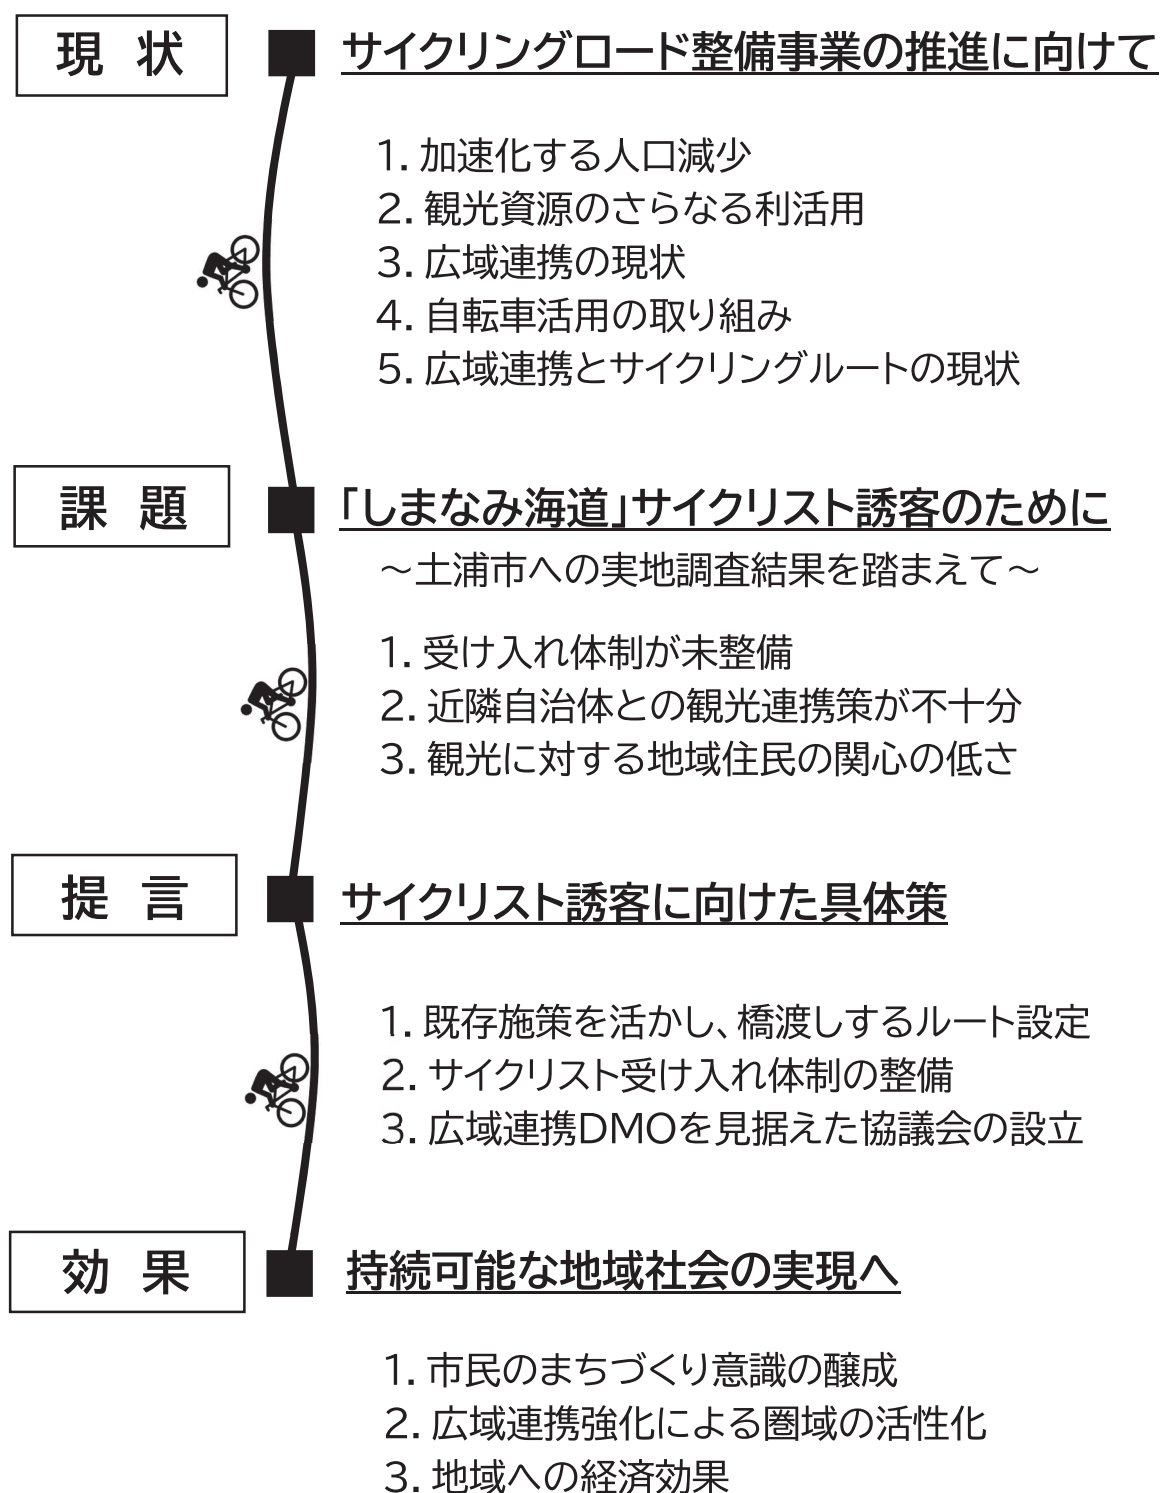 現 状
サイクリングロード整備事業の推進に向けて
1. 加速化する人口減少
2. 観光資源のさらなる利活用
3. 広域連携の現状
4. 自転車活用の取り組み
5. 広域連携とサイクリングルートの現状
課 題
「しまなみ海道」サイクリスト誘客のために
～土浦市への実地調査結果を踏まえて～
1. 受け入れ体制が未整備
2. 近隣自治体との観光連携策が不十分
3. 観光に対する地域住民の関心の低さ
提 言
サイクリスト誘客に向けた具体策
1. 既存施策を活かし、橋渡しするルート設定
2. サイクリスト受け入れ体制の整備
3. 広域連携DMOを見据えた協議会の設立
効 果
持続可能な地域社会の実現へ
1. 市民のまちづくり意識の醸成
2. 広域連携強化による圏域の活性化
3. 地域への経済効果